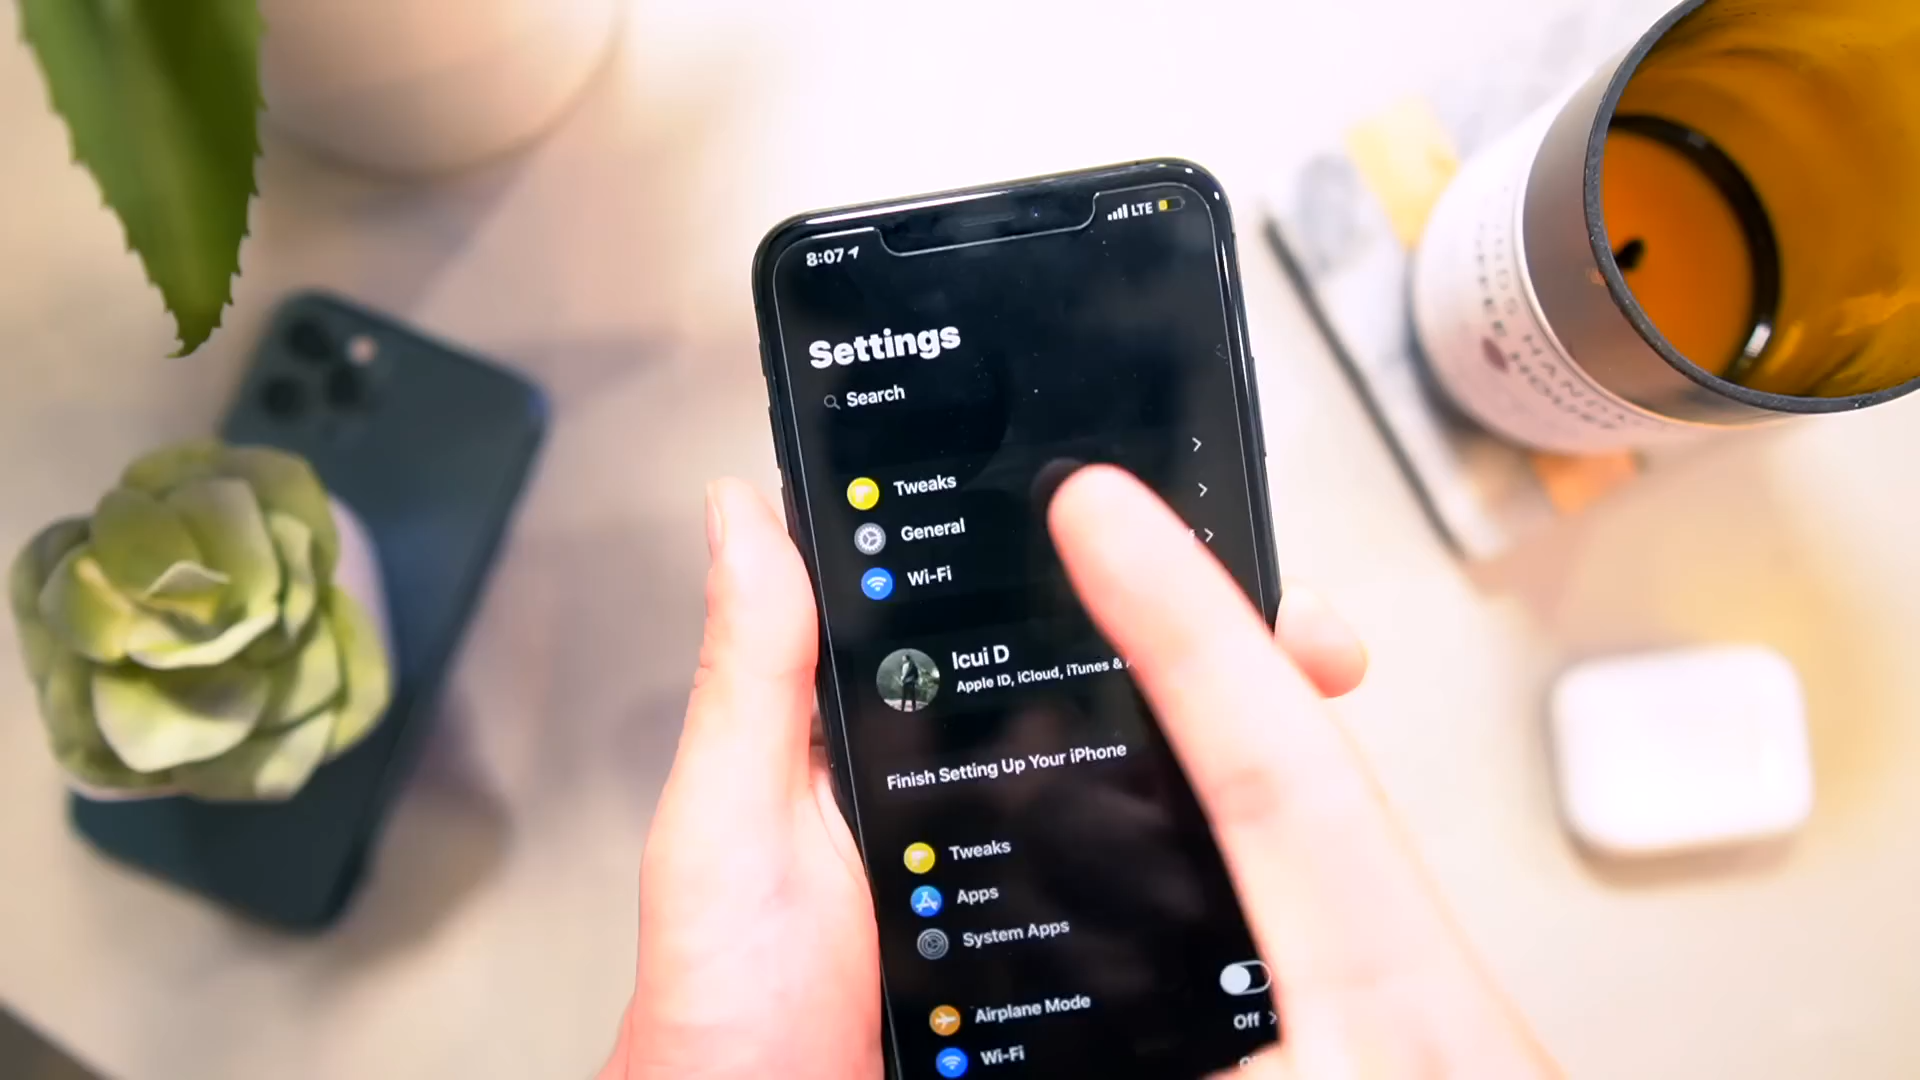 8:07
LTE
Settings
Search
Tweaks
General
Wi-Fi
Icui D
Apple ID, iCloud, iTunes &
Finish Setting Up Your iPhone
Tweaks
Apps
System Apps
Airplane Mode
Off
Wi-Fi